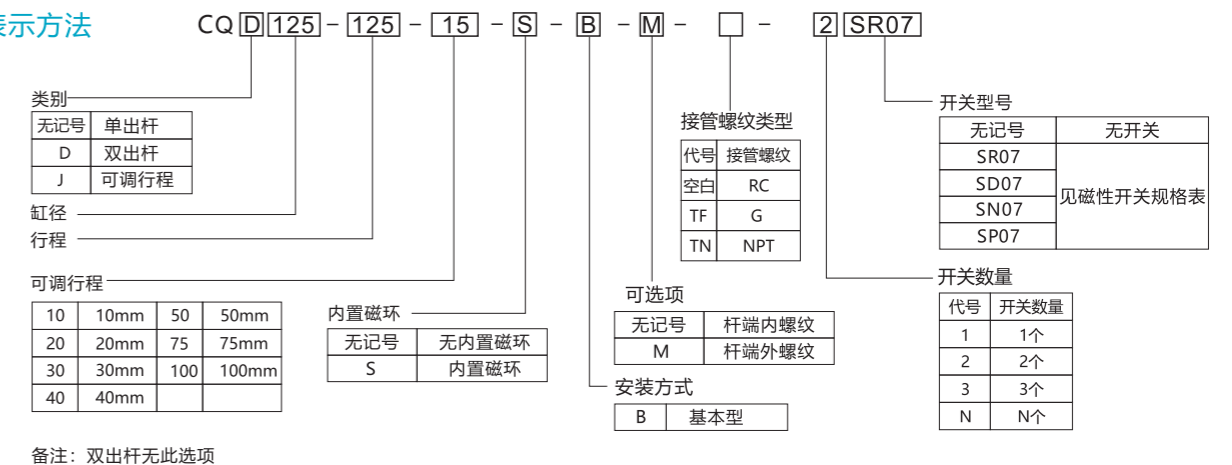 表示方法
CQ D 125 - 125 - 15 - S - B - M - □ - 2 SR07
类别
无记号 单出杆
D 双出杆
J 可调行程
缸径
行程
可调行程
10 10mm 50 50mm
20 20mm 75 75mm
30 30mm 100 100mm
40 40mm
内置磁环
无记号 无内置磁环
S 内置磁环
安装方式
B 基本型
可选项
无记号 杆端内螺纹
M 杆端外螺纹
接管螺纹类型
代号 接管螺纹
空白 RC
TF G
TN NPT
开关型号
无记号 无开关
SR07 见磁性开关规格表
SD07
SN07
SP07
开关数量
代号 开关数量
1 1个
2 2个
3 3个
N N个
备注：双出杆无此选项